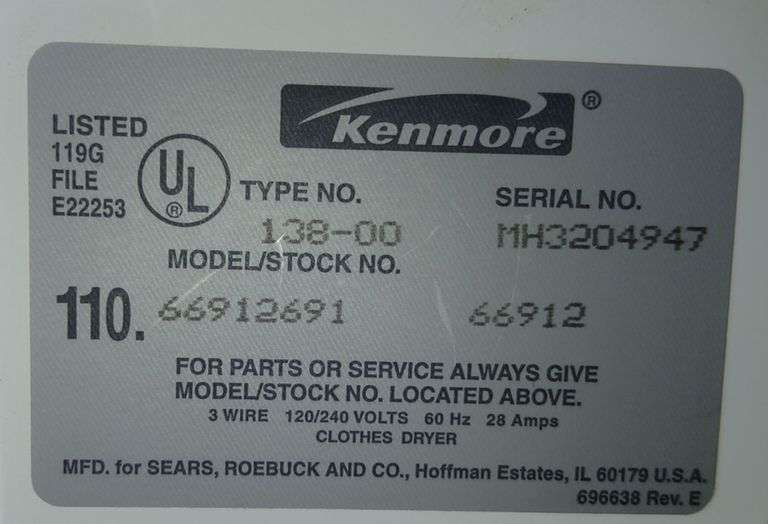 Kenmore®
LISTED
119G
FILE
E22253
UL®
TYPE NO.
138-00
SERIAL NO.
MH3204947
MODEL/STOCK NO.
110. 66912691 66912
FOR PARTS OR SERVICE ALWAYS GIVE
MODEL/STOCK NO. LOCATED ABOVE.
3 WIRE 120/240 VOLTS 60 Hz 28 Amps
CLOTHES DRYER
MFD. for SEARS, ROEBUCK AND CO., Hoffman Estates, IL 60179 U.S.A.
696638 Rev. E